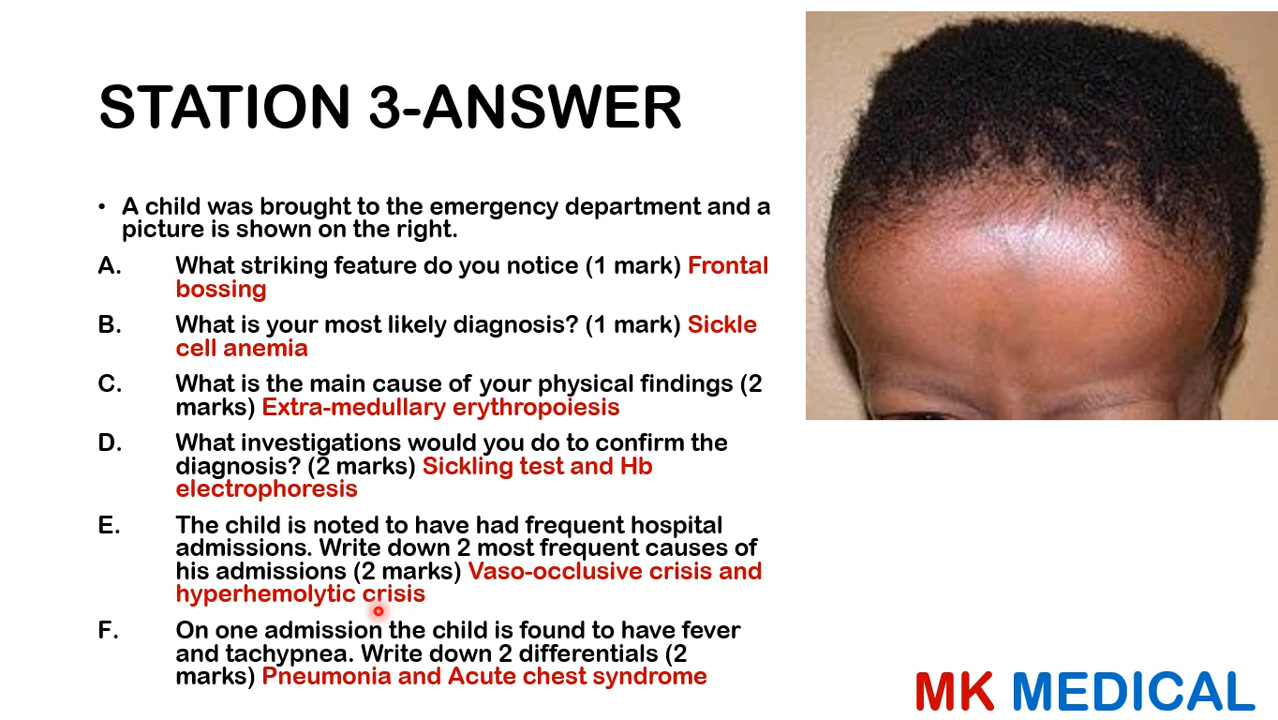 STATION 3-ANSWER
• A child was brought to the emergency department and a
picture is shown on the right.
A. What striking feature do you notice (1 mark) Frontal
bossing
B. What is your most likely diagnosis? (1 mark) Sickle
cell anemia
C. What is the main cause of your physical findings (2
marks) Extra-medullary erythropoiesis
D. What investigations would you do to confirm the
diagnosis? (2 marks) Sickling test and Hb
electrophoresis
E. The child is noted to have had frequent hospital
admissions. Write down 2 most frequent causes of
his admissions (2 marks) Vaso-occlusive crisis and
hyperhemolytic crisis
F. On one admission the child is found to have fever
and tachypnea. Write down 2 differentials (2
marks) Pneumonia and Acute chest syndrome
MK MEDICAL